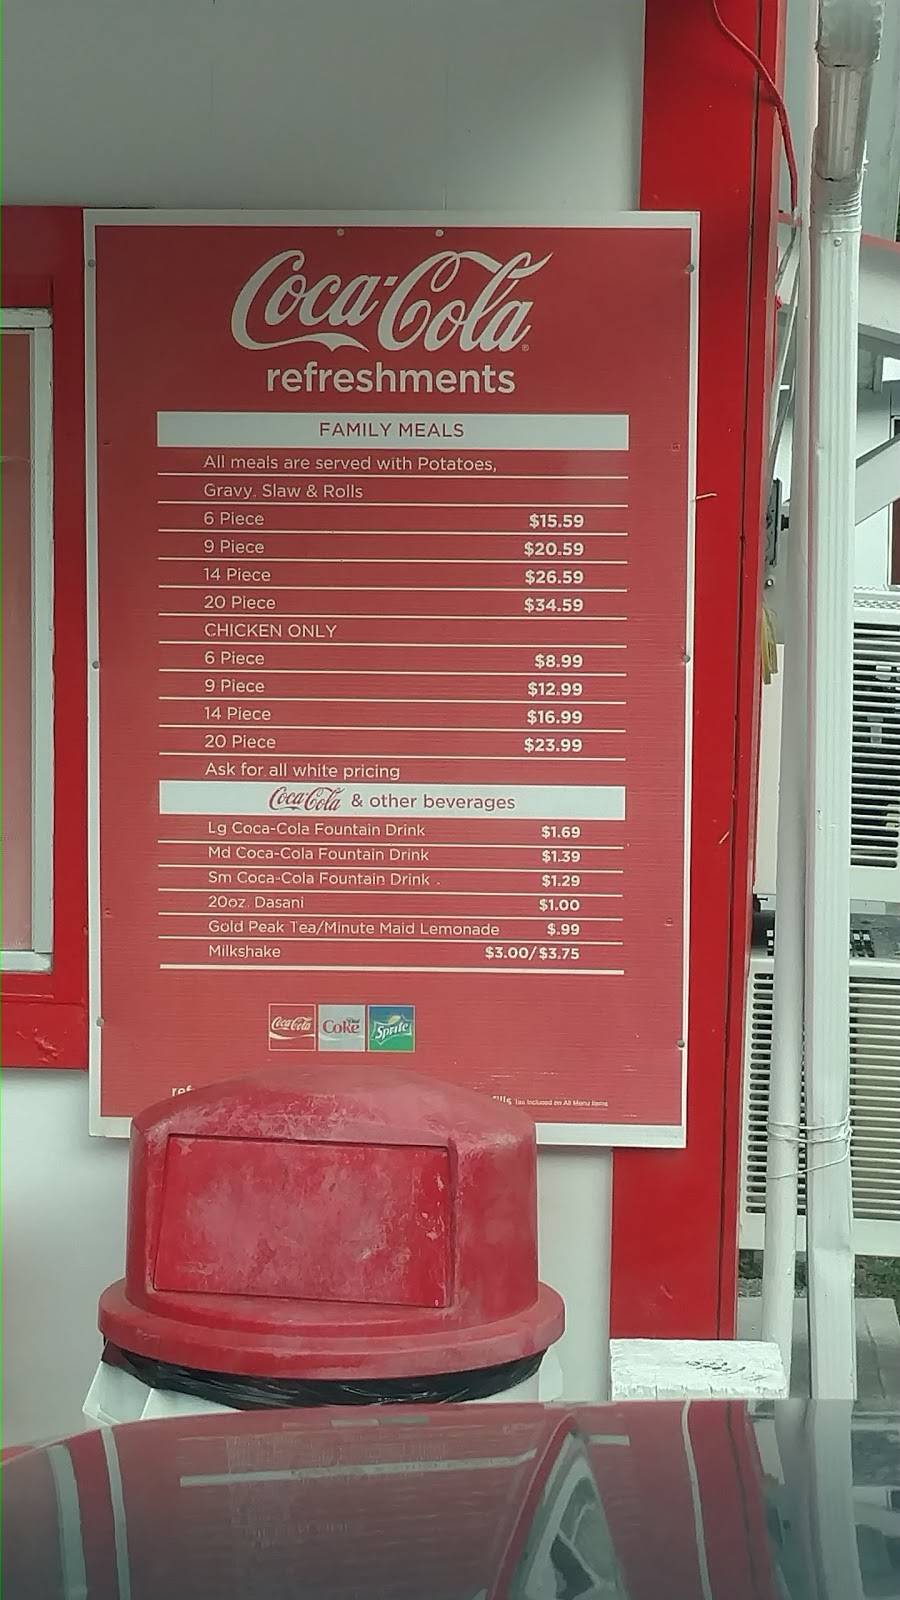 Coca-Cola
refreshments
FAMILY MEALS
All meals are served with Potatoes,
Gravy, Slaw & Rolls
6 Piece $15.59
9 Piece $20.59
14 Piece $26.59
20 Piece $34.59
CHICKEN ONLY
6 Piece $8.99
9 Piece $12.99
14 Piece $16.99
20 Piece $23.99
Ask for all white pricing
Coca-Cola & other beverages
Lg Coca-Cola Fountain Drink $1.69
Md Coca-Cola Fountain Drink $1.39
Sm Coca-Cola Fountain Drink . $1.29
20oz. Dasani $1.00
Gold Peak Tea/Minute Maid Lemonade $.99
Milkshake $3.00/$3.75
Coca-Cola Diet Coke Sprite
Tax Included on All Menu Items